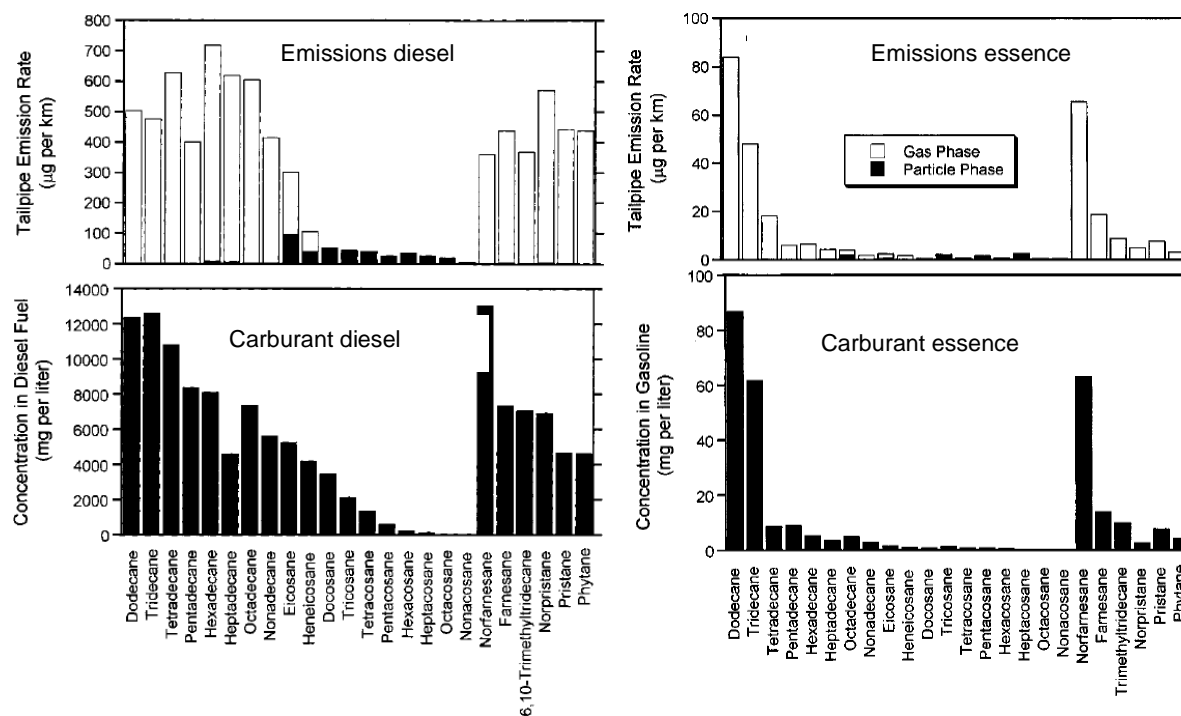 Tailpipe Emission Rate
(µg per km)
800
700
600
500
400
300
200
100
0
Emissions diesel
Concentration in Diesel Fuel
(mg per liter)
14000
12000
10000
8000
6000
4000
2000
0
Carburant diesel
Dodecane
Tridecane
Tetradecane
Pentadecane
Hexadecane
Heptadecane
Octadecane
Nonadecane
Eicosane
Heneicosane
Docosane
Tricosane
Tetracosane
Pentacosane
Hexacosane
Heptacosane
Octacosane
Nonacosane
Norfarnesane
Farnesane
6,10-Trimethyltridecane
Norpristane
Pristane
Phytane
Tailpipe Emission Rate
(µg per km)
100
80
60
40
20
0
Emissions essence
Gas Phase
Particle Phase
Concentration in Gasoline
(mg per liter)
100
80
60
40
20
0
Carburant essence
Dodecane
Tridecane
Tetradecane
Pentadecane
Hexadecane
Heptadecane
Octadecane
Nonadecane
Eicosane
Heneicosane
Docosane
Tricosane
Tetracosane
Pentacosane
Hexacosane
Heptacosane
Octacosane
Nonacosane
Norfarnesane
Farnesane
Trimethyltridecane
Norpristane
Pristane
Phytane